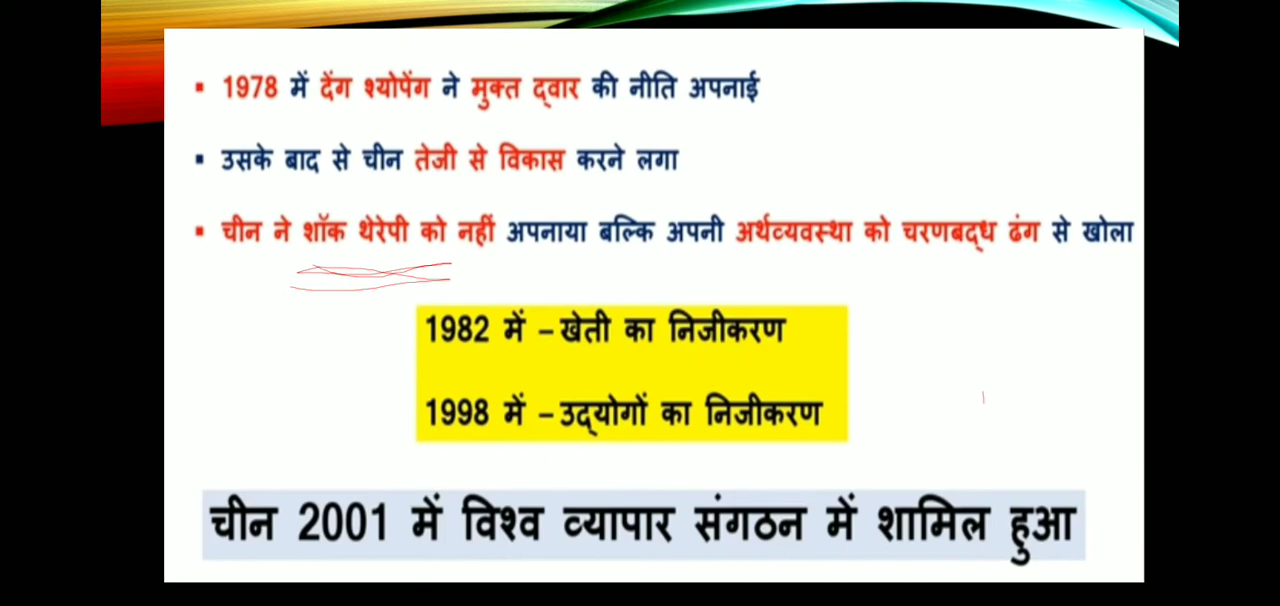 ▪ 1978 में देंग श्योपेंग ने मुक्त द्वार की नीति अपनाई
▪ उसके बाद से चीन तेजी से विकास करने लगा
▪ चीन ने शॉक थेरेपी को नहीं अपनाया बल्कि अपनी अर्थव्यवस्था को चरणबद्ध ढंग से खोला
1982 में – खेती का निजीकरण
1998 में – उद्योगों का निजीकरण
चीन 2001 में विश्व व्यापार संगठन में शामिल हुआ